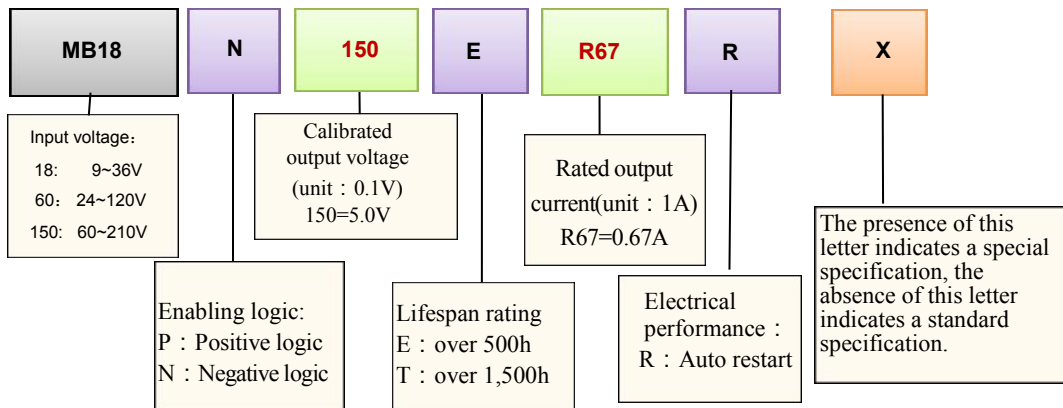 MB18
N
150
E
R67
R
X
Input voltage：
18: 9~36V
60： 24~120V
150: 60~210V
Calibrated
output voltage
(unit：0.1V)
150=5.0V
Rated output
current(unit：1A)
R67=0.67A
Enabling logic:
P：Positive logic
N：Negative logic
Lifespan rating
E：over 500h
T：over 1,500h
Electrical
performance：
R：Auto restart
The presence of this
letter indicates a special
specification, the
absence of this letter
indicates a standard
specification.